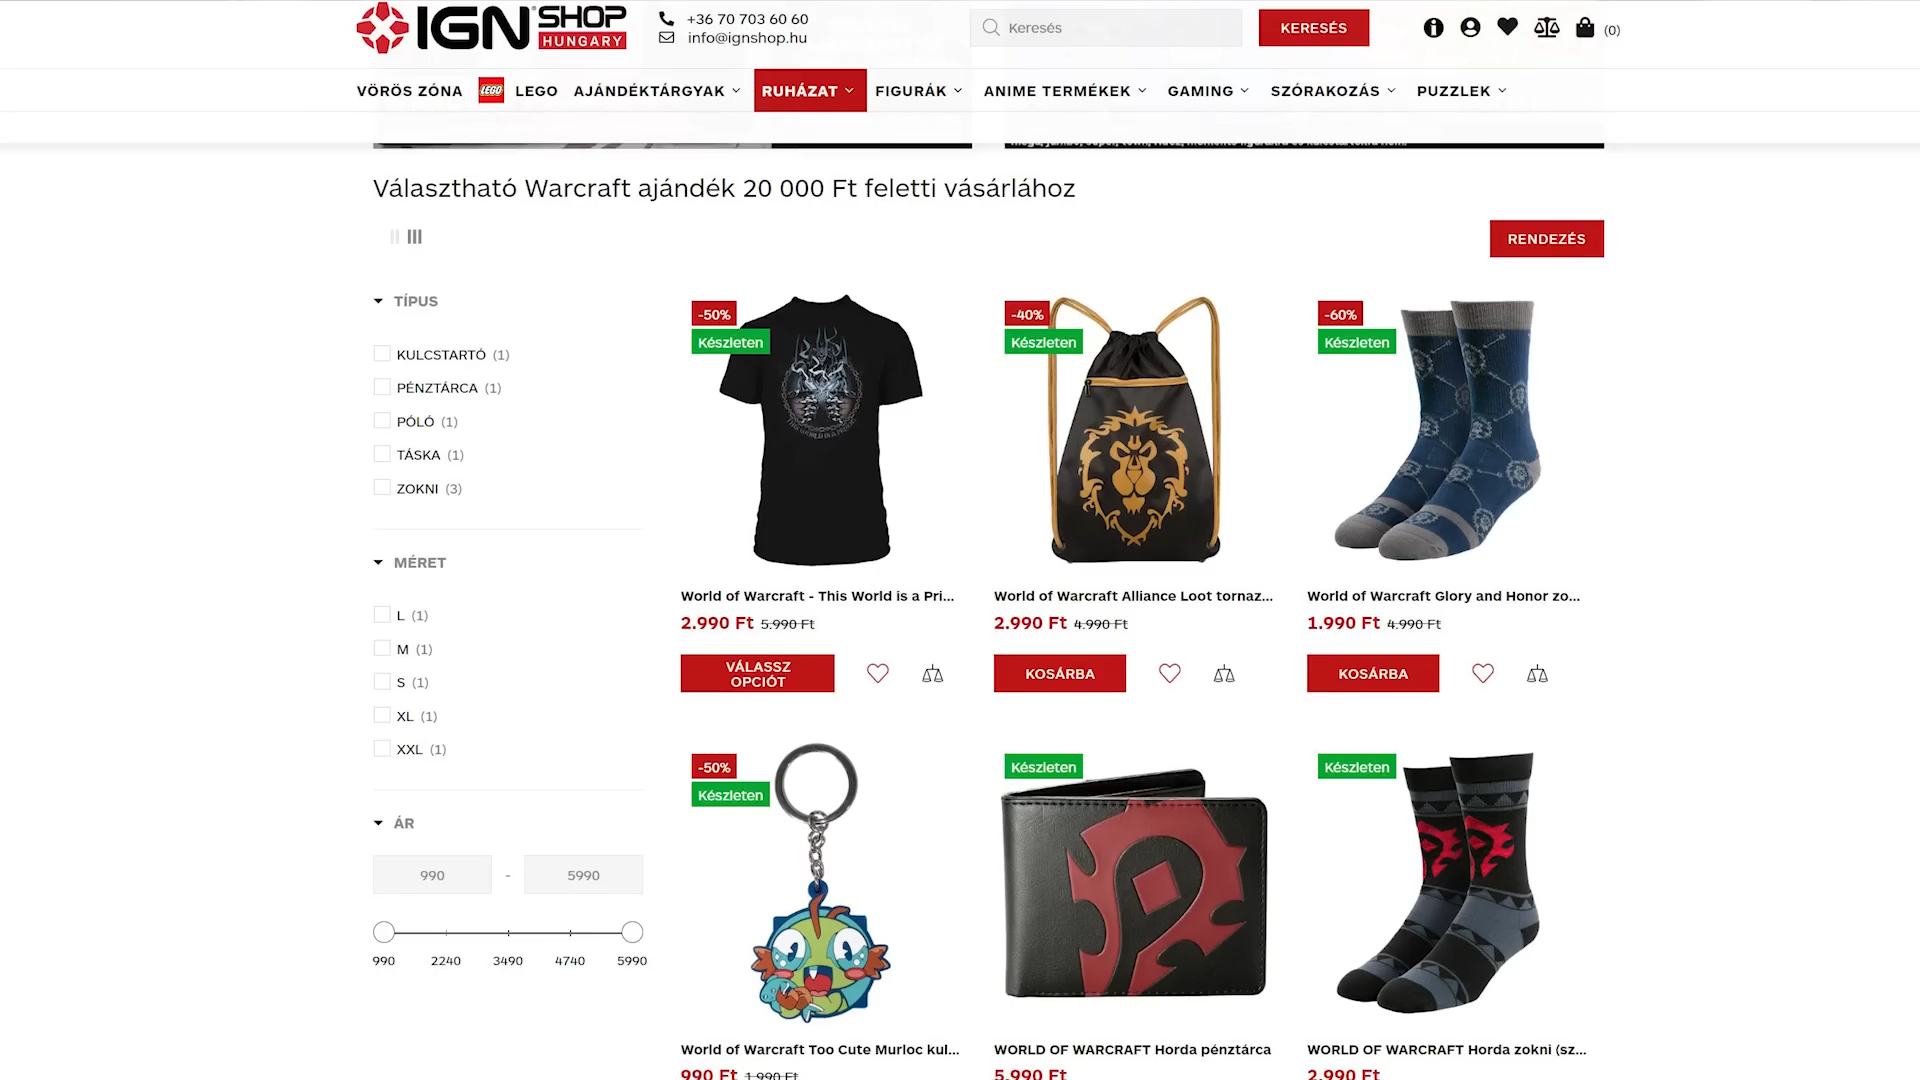 IGN SHOP HUNGARY
+36 70 703 60 60
info@ignshop.hu
Keresés
KERESÉS
(0)
VÖRÖS ZÓNA LEGO LEGO AJÁNDÉKTÁRGYAK RUHÁZAT FIGURÁK ANIME TERMÉKEK GAMING SZÓRAKOZÁS PUZZLEK
Választható Warcraft ajándék 20 000 Ft feletti vásárlához
RENDEZÉS
TÍPUS
KULCSTARTÓ (1)
PÉNZTÁRCA (1)
PÓLÓ (1)
TÁSKA (1)
ZOKNI (3)
MÉRET
L (1)
M (1)
S (1)
XL (1)
XXL (1)
ÁR
990 - 5990
990 2240 3490 4740 5990
-50%
Készleten
World of Warcraft - This World is a Pri...
2.990 Ft 5.990 Ft
VÁLASSZ
OPCIÓT
-40%
Készleten
World of Warcraft Alliance Loot tornaz...
2.990 Ft 4.990 Ft
KOSÁRBA
-60%
Készleten
World of Warcraft Glory and Honor zo...
1.990 Ft 4.990 Ft
KOSÁRBA
-50%
Készleten
World of Warcraft Too Cute Murloc kul...
990 Ft 1.990 Ft
Készleten
WORLD OF WARCRAFT Horda pénztárca
5.990 Ft
Készleten
WORLD OF WARCRAFT Horda zokni (sz...
2.990 Ft